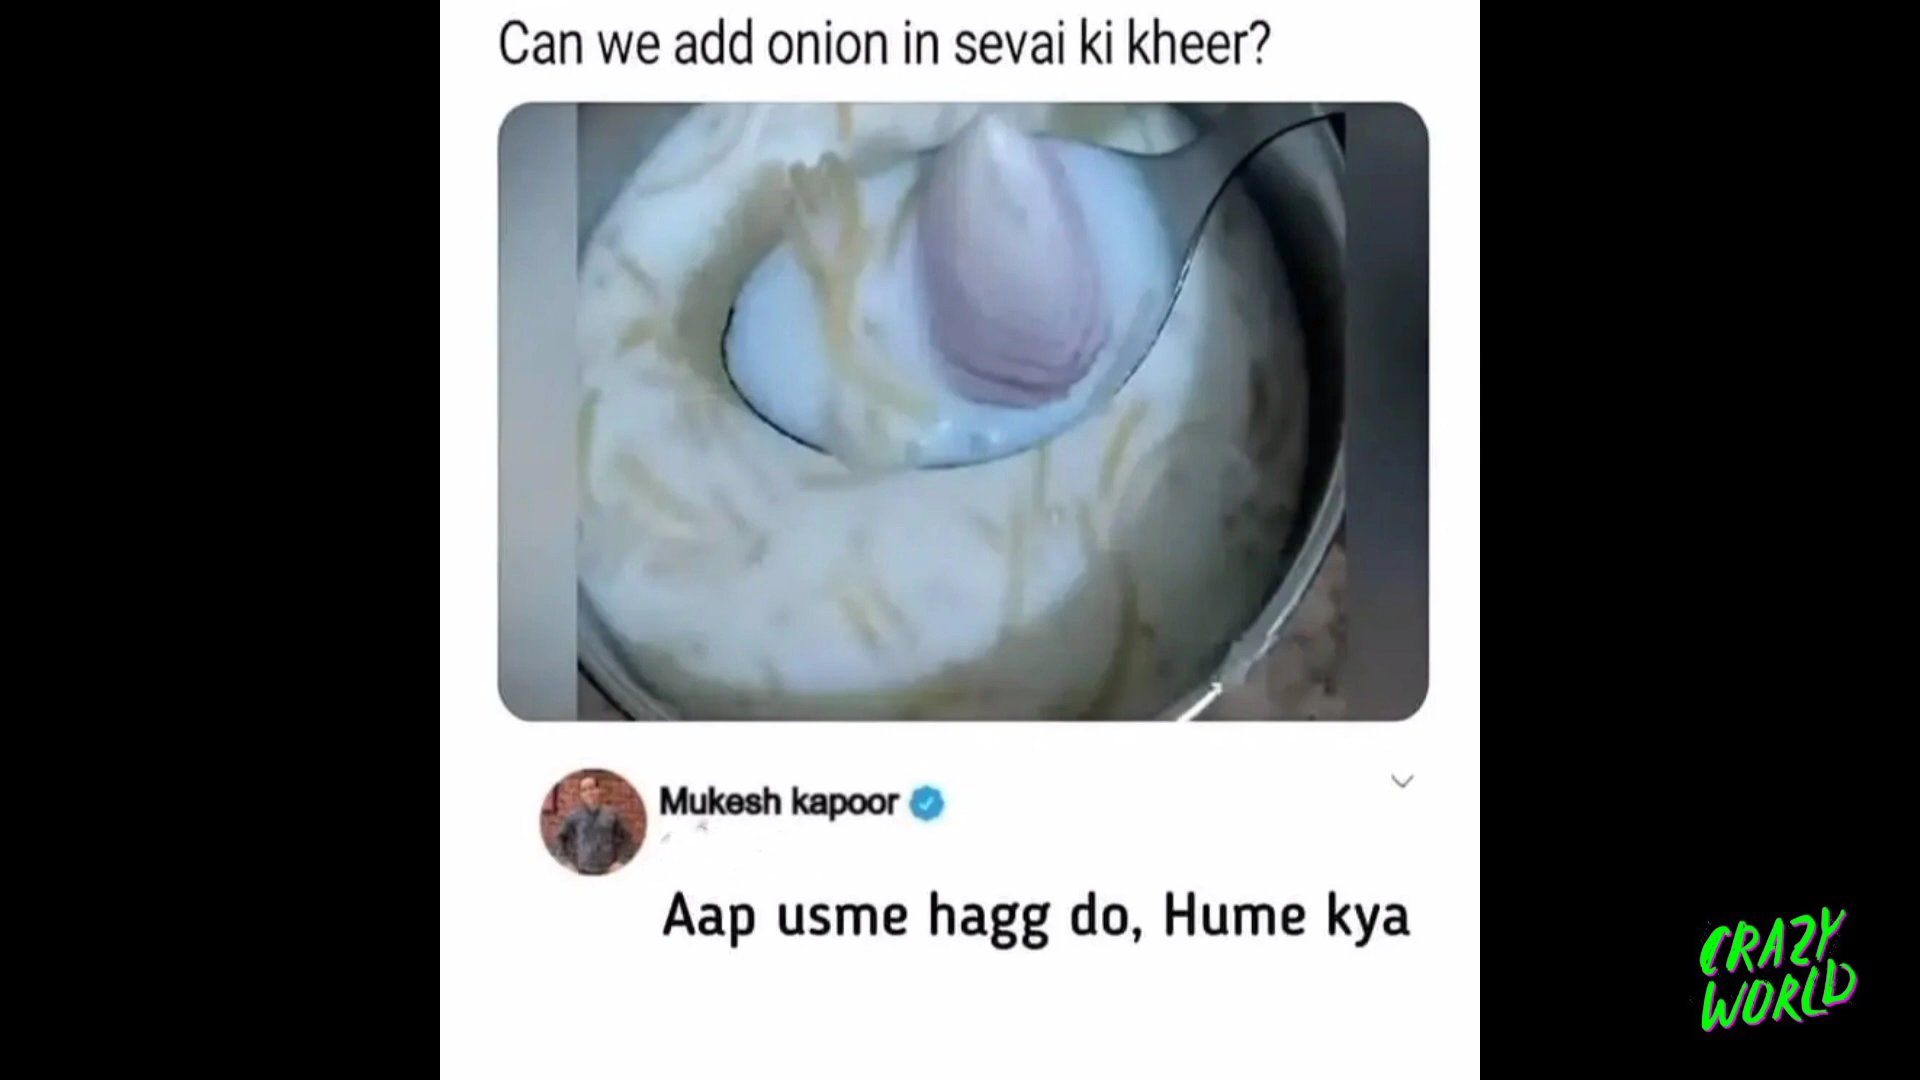 Can we add onion in sevai ki kheer?
Mukesh kapoor
Aap usme hagg do, Hume kya
CRAZY
WORLD